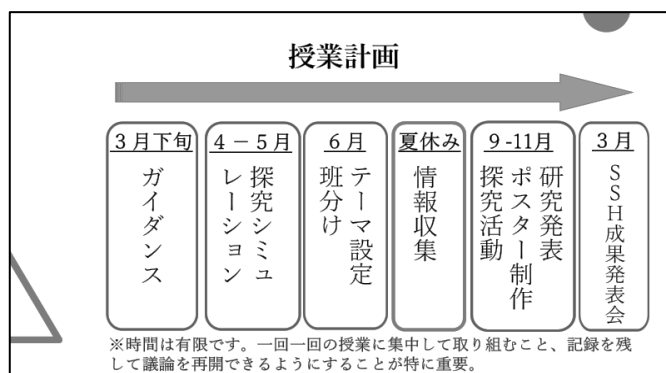 授業計画
3月下旬
ガイダンス
4－5月
探究シミュ
レーション
6月
テーマ設定
班分け
夏休み
情報収集
9-11月
研究発表
ポスター制作
探究活動
3月
SSH成果発表会
※時間は有限です。一回一回の授業に集中して取り組むこと、記録を残
して議論を再開できるようにすることが特に重要。